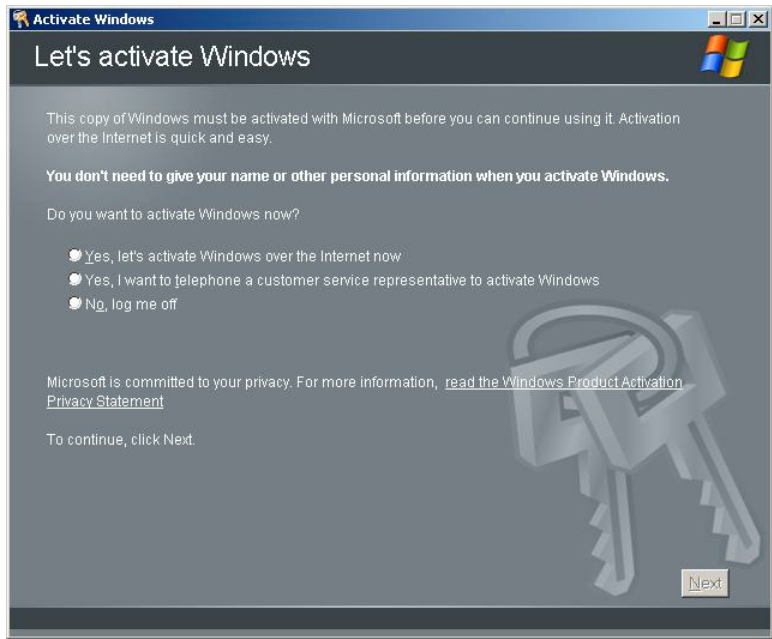 Activate Windows
Let's activate Windows
This copy of Windows must be activated with Microsoft before you can continue using it. Activation
over the Internet is quick and easy.
You don't need to give your name or other personal information when you activate Windows.
Do you want to activate Windows now?
Yes, let's activate Windows over the Internet now
Yes, I want to telephone a customer service representative to activate Windows
No, log me off
Microsoft is committed to your privacy. For more information, read the Windows Product Activation
Privacy Statement
To continue, click Next.
Next